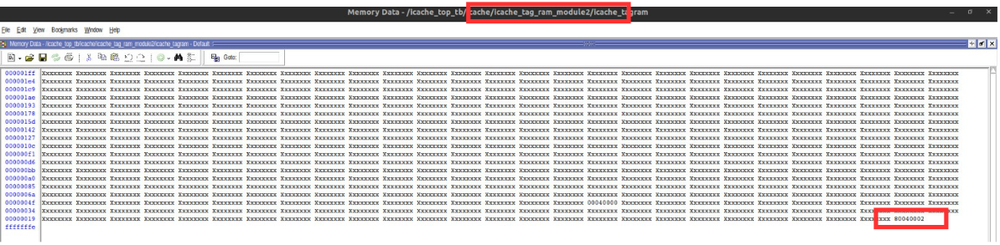 Memory Data - /icache_top_tb/icache/icache_tag_ram_module2/icache_tagram
File Edit View Bookmarks Window Help
Memory Data - /icache_top_tb/icache/icache_tag_ram_module2/icache_tagram - Default
Goto:
000001ff Xxxxxxxx Xxxxxxxx Xxxxxxxx Xxxxxxxx Xxxxxxxx Xxxxxxxx Xxxxxxxx Xxxxxxxx Xxxxxxxx Xxxxxxxx Xxxxxxxx Xxxxxxxx Xxxxxxxx Xxxxxxxx Xxxxxxxx Xxxxxxxx Xxxxxxxx Xxxxxxxx Xxxxxxxx Xxxxxxxx Xxxxxxxx Xxxxxxxx Xxxxxxxx Xxxxxxxx Xxxxxxxx Xxxxxxxx Xxxxxxxx
000001e4 Xxxxxxxx Xxxxxxxx Xxxxxxxx Xxxxxxxx Xxxxxxxx Xxxxxxxx Xxxxxxxx Xxxxxxxx Xxxxxxxx Xxxxxxxx Xxxxxxxx Xxxxxxxx Xxxxxxxx Xxxxxxxx Xxxxxxxx Xxxxxxxx Xxxxxxxx Xxxxxxxx Xxxxxxxx Xxxxxxxx Xxxxxxxx Xxxxxxxx Xxxxxxxx Xxxxxxxx Xxxxxxxx Xxxxxxxx Xxxxxxxx
000001c9 Xxxxxxxx Xxxxxxxx Xxxxxxxx Xxxxxxxx Xxxxxxxx Xxxxxxxx Xxxxxxxx Xxxxxxxx Xxxxxxxx Xxxxxxxx Xxxxxxxx Xxxxxxxx Xxxxxxxx Xxxxxxxx Xxxxxxxx Xxxxxxxx Xxxxxxxx Xxxxxxxx Xxxxxxxx Xxxxxxxx Xxxxxxxx Xxxxxxxx Xxxxxxxx Xxxxxxxx Xxxxxxxx Xxxxxxxx Xxxxxxxx
000001ae Xxxxxxxx Xxxxxxxx Xxxxxxxx Xxxxxxxx Xxxxxxxx Xxxxxxxx Xxxxxxxx Xxxxxxxx Xxxxxxxx Xxxxxxxx Xxxxxxxx Xxxxxxxx Xxxxxxxx Xxxxxxxx Xxxxxxxx Xxxxxxxx Xxxxxxxx Xxxxxxxx Xxxxxxxx Xxxxxxxx Xxxxxxxx Xxxxxxxx Xxxxxxxx Xxxxxxxx Xxxxxxxx Xxxxxxxx Xxxxxxxx
00000193 Xxxxxxxx Xxxxxxxx Xxxxxxxx Xxxxxxxx Xxxxxxxx Xxxxxxxx Xxxxxxxx Xxxxxxxx Xxxxxxxx Xxxxxxxx Xxxxxxxx Xxxxxxxx Xxxxxxxx Xxxxxxxx Xxxxxxxx Xxxxxxxx Xxxxxxxx Xxxxxxxx Xxxxxxxx Xxxxxxxx Xxxxxxxx Xxxxxxxx Xxxxxxxx Xxxxxxxx Xxxxxxxx Xxxxxxxx Xxxxxxxx
00000178 Xxxxxxxx Xxxxxxxx Xxxxxxxx Xxxxxxxx Xxxxxxxx Xxxxxxxx Xxxxxxxx Xxxxxxxx Xxxxxxxx Xxxxxxxx Xxxxxxxx Xxxxxxxx Xxxxxxxx Xxxxxxxx Xxxxxxxx Xxxxxxxx Xxxxxxxx Xxxxxxxx Xxxxxxxx Xxxxxxxx Xxxxxxxx Xxxxxxxx Xxxxxxxx Xxxxxxxx Xxxxxxxx Xxxxxxxx Xxxxxxxx
0000015d Xxxxxxxx Xxxxxxxx Xxxxxxxx Xxxxxxxx Xxxxxxxx Xxxxxxxx Xxxxxxxx Xxxxxxxx Xxxxxxxx Xxxxxxxx Xxxxxxxx Xxxxxxxx Xxxxxxxx Xxxxxxxx Xxxxxxxx Xxxxxxxx Xxxxxxxx Xxxxxxxx Xxxxxxxx Xxxxxxxx Xxxxxxxx Xxxxxxxx Xxxxxxxx Xxxxxxxx Xxxxxxxx Xxxxxxxx Xxxxxxxx
00000142 Xxxxxxxx Xxxxxxxx Xxxxxxxx Xxxxxxxx Xxxxxxxx Xxxxxxxx Xxxxxxxx Xxxxxxxx Xxxxxxxx Xxxxxxxx Xxxxxxxx Xxxxxxxx Xxxxxxxx Xxxxxxxx Xxxxxxxx Xxxxxxxx Xxxxxxxx Xxxxxxxx Xxxxxxxx Xxxxxxxx Xxxxxxxx Xxxxxxxx Xxxxxxxx Xxxxxxxx Xxxxxxxx Xxxxxxxx Xxxxxxxx
00000127 Xxxxxxxx Xxxxxxxx Xxxxxxxx Xxxxxxxx Xxxxxxxx Xxxxxxxx Xxxxxxxx Xxxxxxxx Xxxxxxxx Xxxxxxxx Xxxxxxxx Xxxxxxxx Xxxxxxxx Xxxxxxxx Xxxxxxxx Xxxxxxxx Xxxxxxxx Xxxxxxxx Xxxxxxxx Xxxxxxxx Xxxxxxxx Xxxxxxxx Xxxxxxxx Xxxxxxxx Xxxxxxxx Xxxxxxxx Xxxxxxxx
0000010c Xxxxxxxx Xxxxxxxx Xxxxxxxx Xxxxxxxx Xxxxxxxx Xxxxxxxx Xxxxxxxx Xxxxxxxx Xxxxxxxx Xxxxxxxx Xxxxxxxx Xxxxxxxx Xxxxxxxx Xxxxxxxx Xxxxxxxx Xxxxxxxx Xxxxxxxx Xxxxxxxx Xxxxxxxx Xxxxxxxx Xxxxxxxx Xxxxxxxx Xxxxxxxx Xxxxxxxx Xxxxxxxx Xxxxxxxx Xxxxxxxx
000000f1 Xxxxxxxx Xxxxxxxx Xxxxxxxx Xxxxxxxx Xxxxxxxx Xxxxxxxx Xxxxxxxx Xxxxxxxx Xxxxxxxx Xxxxxxxx Xxxxxxxx Xxxxxxxx Xxxxxxxx Xxxxxxxx Xxxxxxxx Xxxxxxxx Xxxxxxxx Xxxxxxxx Xxxxxxxx Xxxxxxxx Xxxxxxxx Xxxxxxxx Xxxxxxxx Xxxxxxxx Xxxxxxxx Xxxxxxxx Xxxxxxxx
000000d6 Xxxxxxxx Xxxxxxxx Xxxxxxxx Xxxxxxxx Xxxxxxxx Xxxxxxxx Xxxxxxxx Xxxxxxxx Xxxxxxxx Xxxxxxxx Xxxxxxxx Xxxxxxxx Xxxxxxxx Xxxxxxxx Xxxxxxxx Xxxxxxxx Xxxxxxxx Xxxxxxxx Xxxxxxxx Xxxxxxxx Xxxxxxxx Xxxxxxxx Xxxxxxxx Xxxxxxxx Xxxxxxxx Xxxxxxxx Xxxxxxxx
000000bb Xxxxxxxx Xxxxxxxx Xxxxxxxx Xxxxxxxx Xxxxxxxx Xxxxxxxx Xxxxxxxx Xxxxxxxx Xxxxxxxx Xxxxxxxx Xxxxxxxx Xxxxxxxx Xxxxxxxx Xxxxxxxx Xxxxxxxx Xxxxxxxx Xxxxxxxx Xxxxxxxx Xxxxxxxx Xxxxxxxx Xxxxxxxx Xxxxxxxx Xxxxxxxx Xxxxxxxx Xxxxxxxx Xxxxxxxx Xxxxxxxx
000000a0 Xxxxxxxx Xxxxxxxx Xxxxxxxx Xxxxxxxx Xxxxxxxx Xxxxxxxx Xxxxxxxx Xxxxxxxx Xxxxxxxx Xxxxxxxx Xxxxxxxx Xxxxxxxx Xxxxxxxx Xxxxxxxx Xxxxxxxx Xxxxxxxx Xxxxxxxx Xxxxxxxx Xxxxxxxx Xxxxxxxx Xxxxxxxx Xxxxxxxx Xxxxxxxx Xxxxxxxx Xxxxxxxx Xxxxxxxx Xxxxxxxx
00000085 Xxxxxxxx Xxxxxxxx Xxxxxxxx Xxxxxxxx Xxxxxxxx Xxxxxxxx Xxxxxxxx Xxxxxxxx Xxxxxxxx Xxxxxxxx Xxxxxxxx Xxxxxxxx Xxxxxxxx Xxxxxxxx Xxxxxxxx Xxxxxxxx Xxxxxxxx Xxxxxxxx Xxxxxxxx Xxxxxxxx Xxxxxxxx Xxxxxxxx Xxxxxxxx Xxxxxxxx Xxxxxxxx Xxxxxxxx Xxxxxxxx
0000006a Xxxxxxxx Xxxxxxxx Xxxxxxxx Xxxxxxxx Xxxxxxxx Xxxxxxxx Xxxxxxxx Xxxxxxxx Xxxxxxxx Xxxxxxxx Xxxxxxxx Xxxxxxxx Xxxxxxxx Xxxxxxxx Xxxxxxxx Xxxxxxxx Xxxxxxxx Xxxxxxxx Xxxxxxxx Xxxxxxxx Xxxxxxxx Xxxxxxxx Xxxxxxxx Xxxxxxxx Xxxxxxxx Xxxxxxxx Xxxxxxxx
0000004f Xxxxxxxx Xxxxxxxx Xxxxxxxx Xxxxxxxx Xxxxxxxx Xxxxxxxx Xxxxxxxx Xxxxxxxx Xxxxxxxx Xxxxxxxx Xxxxxxxx Xxxxxxxx Xxxxxxxx Xxxxxxxx Xxxxxxxx Xxxxxxxx 00040000 Xxxxxxxx Xxxxxxxx Xxxxxxxx Xxxxxxxx Xxxxxxxx Xxxxxxxx Xxxxxxxx Xxxxxxxx Xxxxxxxx Xxxxxxxx
00000034 Xxxxxxxx Xxxxxxxx Xxxxxxxx Xxxxxxxx Xxxxxxxx Xxxxxxxx Xxxxxxxx Xxxxxxxx Xxxxxxxx Xxxxxxxx Xxxxxxxx Xxxxxxxx Xxxxxxxx Xxxxxxxx Xxxxxxxx Xxxxxxxx Xxxxxxxx Xxxxxxxx Xxxxxxxx Xxxxxxxx Xxxxxxxx Xxxxxxxx Xxxxxxxx Xxxxxxxx Xxxxxxxx
00000019 Xxxxxxxx Xxxxxxxx Xxxxxxxx Xxxxxxxx Xxxxxxxx Xxxxxxxx Xxxxxxxx Xxxxxxxx Xxxxxxxx Xxxxxxxx Xxxxxxxx Xxxxxxxx Xxxxxxxx Xxxxxxxx Xxxxxxxx Xxxxxxxx Xxxxxxxx Xxxxxxxx Xxxxxxxx Xxxxxxxx Xxxxxxxx Xxxxxxxx Xxxxxxxx Xxxxxxxx 80040002
fffffffe